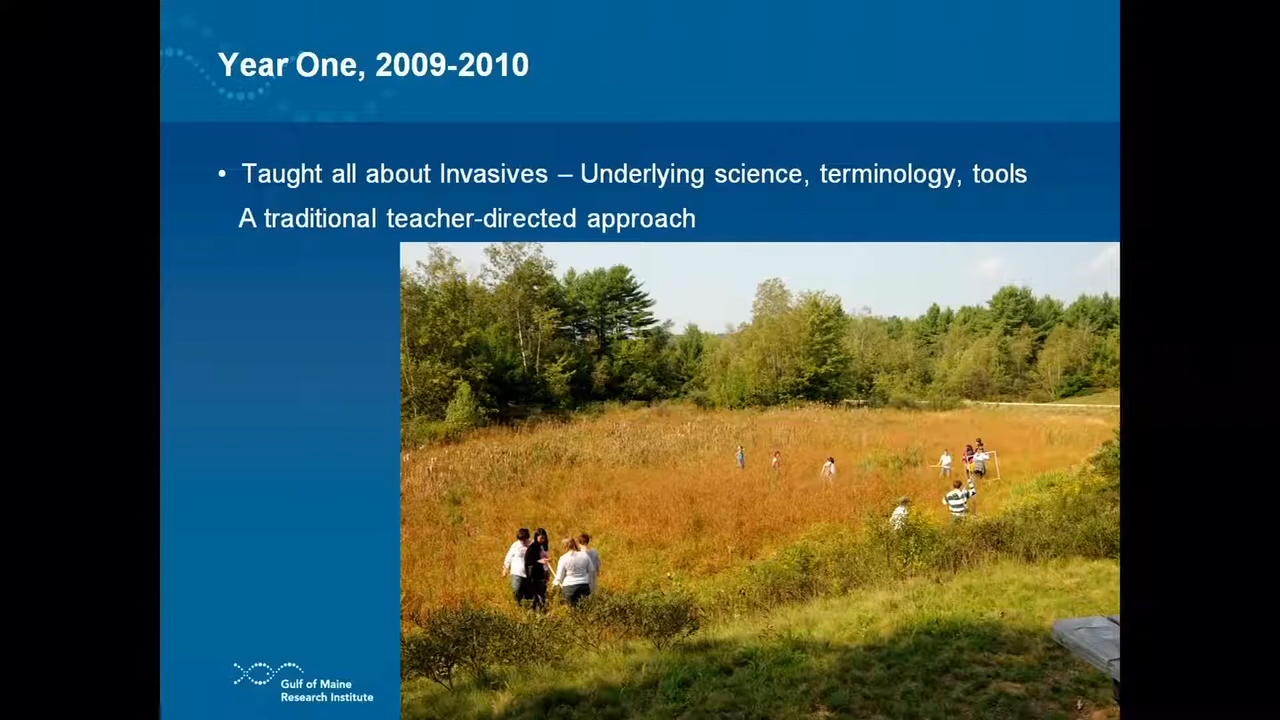 Year One, 2009-2010
• Taught all about Invasives – Underlying science, terminology, tools
A traditional teacher-directed approach
Gulf of Maine
Research Institute